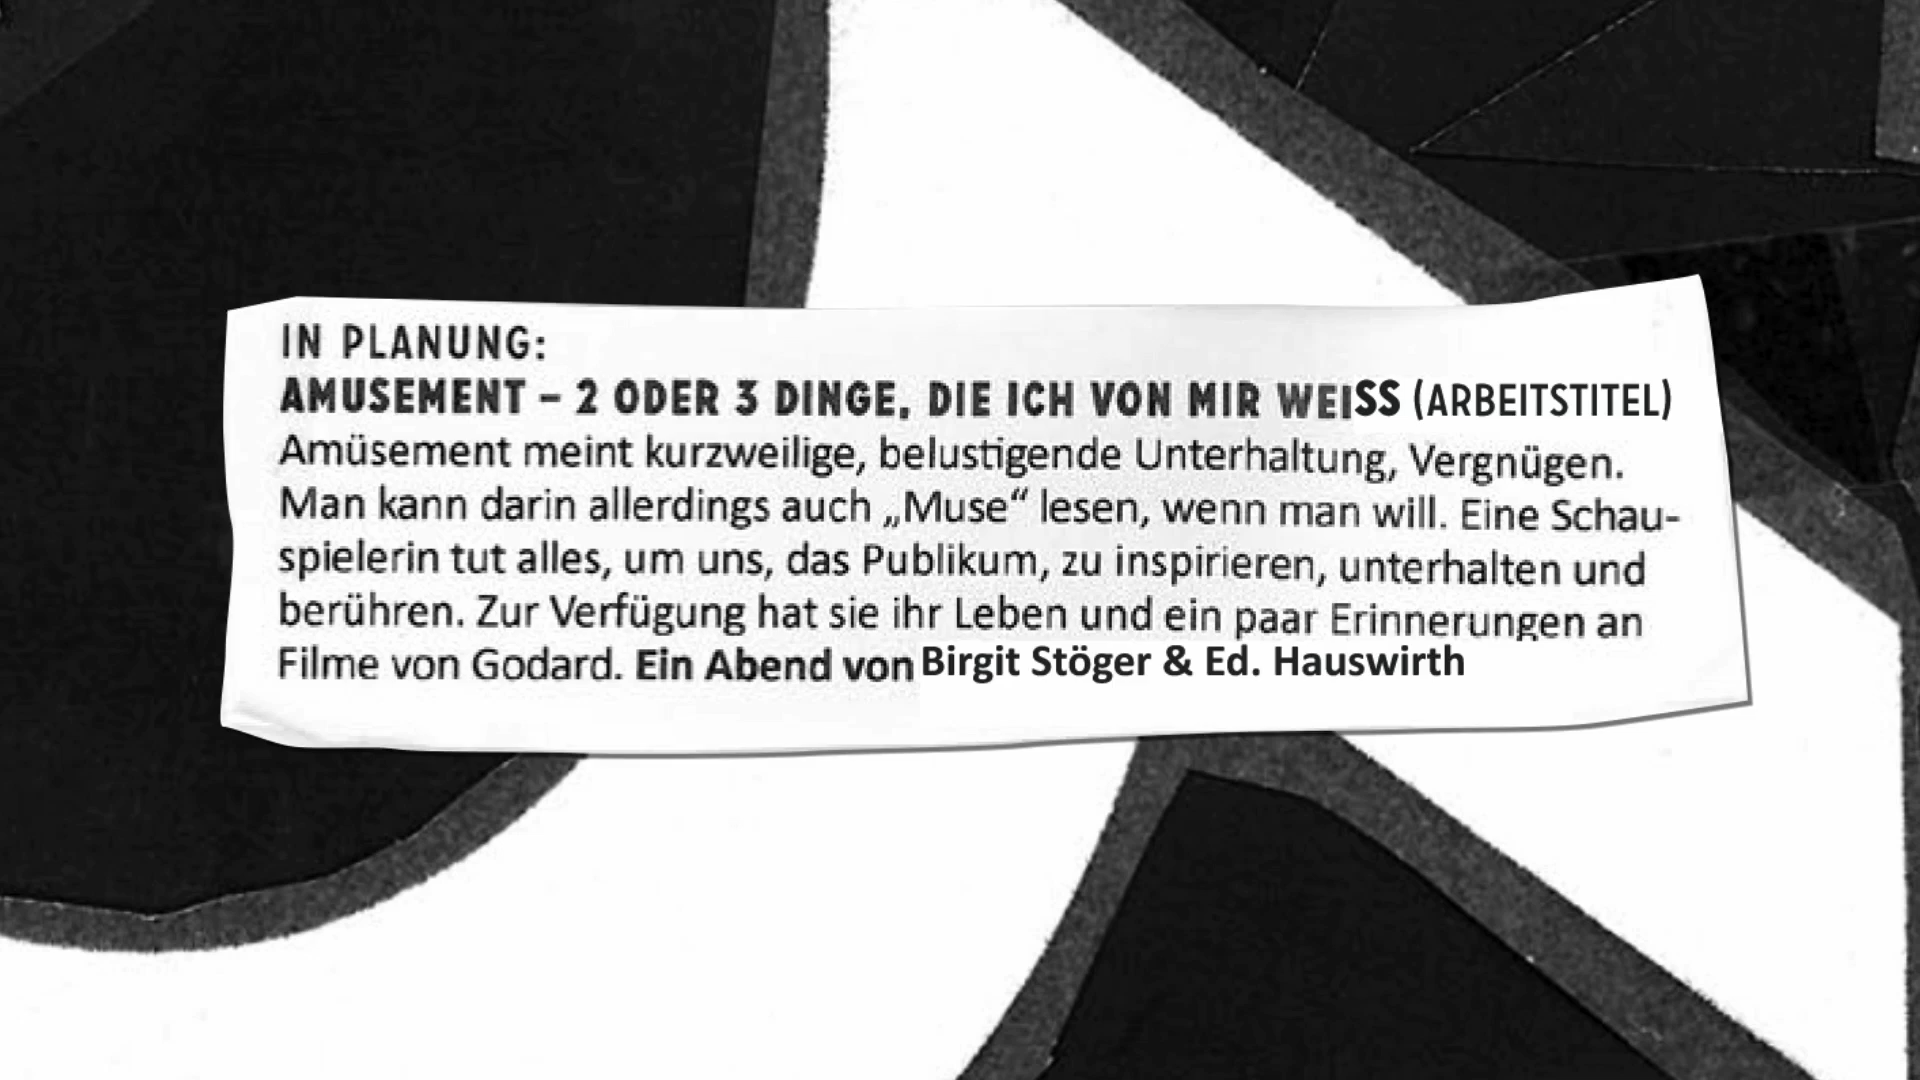 IN PLANUNG:
AMUSEMENT – 2 ODER 3 DINGE, DIE ICH VON MIR WEISS (ARBEITSTITEL)
Amüsement meint kurzweilige, belustigende Unterhaltung, Vergnügen.
Man kann darin allerdings auch „Muse“ lesen, wenn man will. Eine Schau-
spielerin tut alles, um uns, das Publikum, zu inspirieren, unterhalten und
berühren. Zur Verfügung hat sie ihr Leben und ein paar Erinnerungen an
Filme von Godard. Ein Abend von Birgit Stöger & Ed. Hauswirth